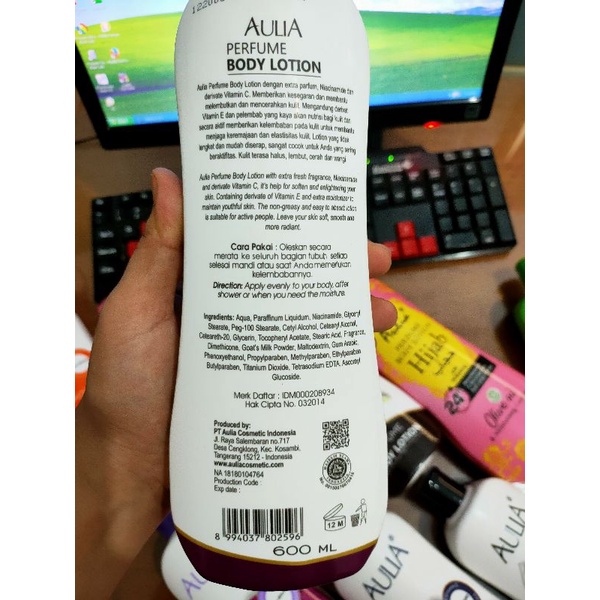 AULIA
PERFUME
BODY LOTION
Aulia Perfume Body Lotion dengan extra parfum, Niacinamide dan
derivate Vitamin C. Memberikan kesegaran dan membantu
melembutkan dan mencerahkan kulit. Mengandung derivat
Vitamin E dan pelembab yang kaya akan nutrisi bagi kulit dan
secara aktif memberikan kelembaban pada kulit untuk membantu
menjaga keremajaan dan elastisitas kulit. Lotion yang tidak
lengket dan mudah diserap, sangat cocok untuk Anda yang sering
beraktifitas. Kulit terasa halus, lembut, cerah dan wangi
Aulia Perfume Body Lotion with extra fresh fragrance, Niacinamide
and derivate Vitamin C, it's help for soften and enlightening your
skin. Containing derivate of Vitamin E and extra moisturizer to
maintain youthful skin. The non-greasy and easy to absorb lotion
is suitable for active people. Leave your skin soft, smooth and
more radiant.
Cara Pakai : Oleskan secara
merata ke seluruh bagian tubuh setiap
selesai mandi atau saat Anda memerlukan
kelembabannya.
Direction: Apply evenly to your body, after
shower or when you need the moisture.
Ingredients: Aqua, Paraffinum Liquidum, Niacinamide, Glyceryl
Stearate, Peg-100 Stearate, Cetyl Alcohol, Cetearyl Alcohol,
Ceteareth-20, Glycerin, Tocopheryl Acetate, Stearic Acid, Fragrance,
Dimethicone, Goat's Milk Powder, Maltodextrin, Gum Arabic,
Phenoxyethanol, Propylparaben, Methylparaben, Ethylparaben
Butylparaben, Titanium Dioxide, Tetrasodium EDTA, Ascorbyl
Glucoside.
Merk Daftar : IDM000208934
Hak Cipta No. 032014
Produced by:
PT Aulia Cosmetic Indonesia
Jl. Raya Salembaran no.717
Desa Cengklong, Kec. Kosambi.
Tangerang 15212 - Indonesia
www.auliacosmetic.com
NA 18180104764
Production Code :
Exp date :
12 M
8 994037 802596
600 ML
Hijab
24
AULIA
AULIA